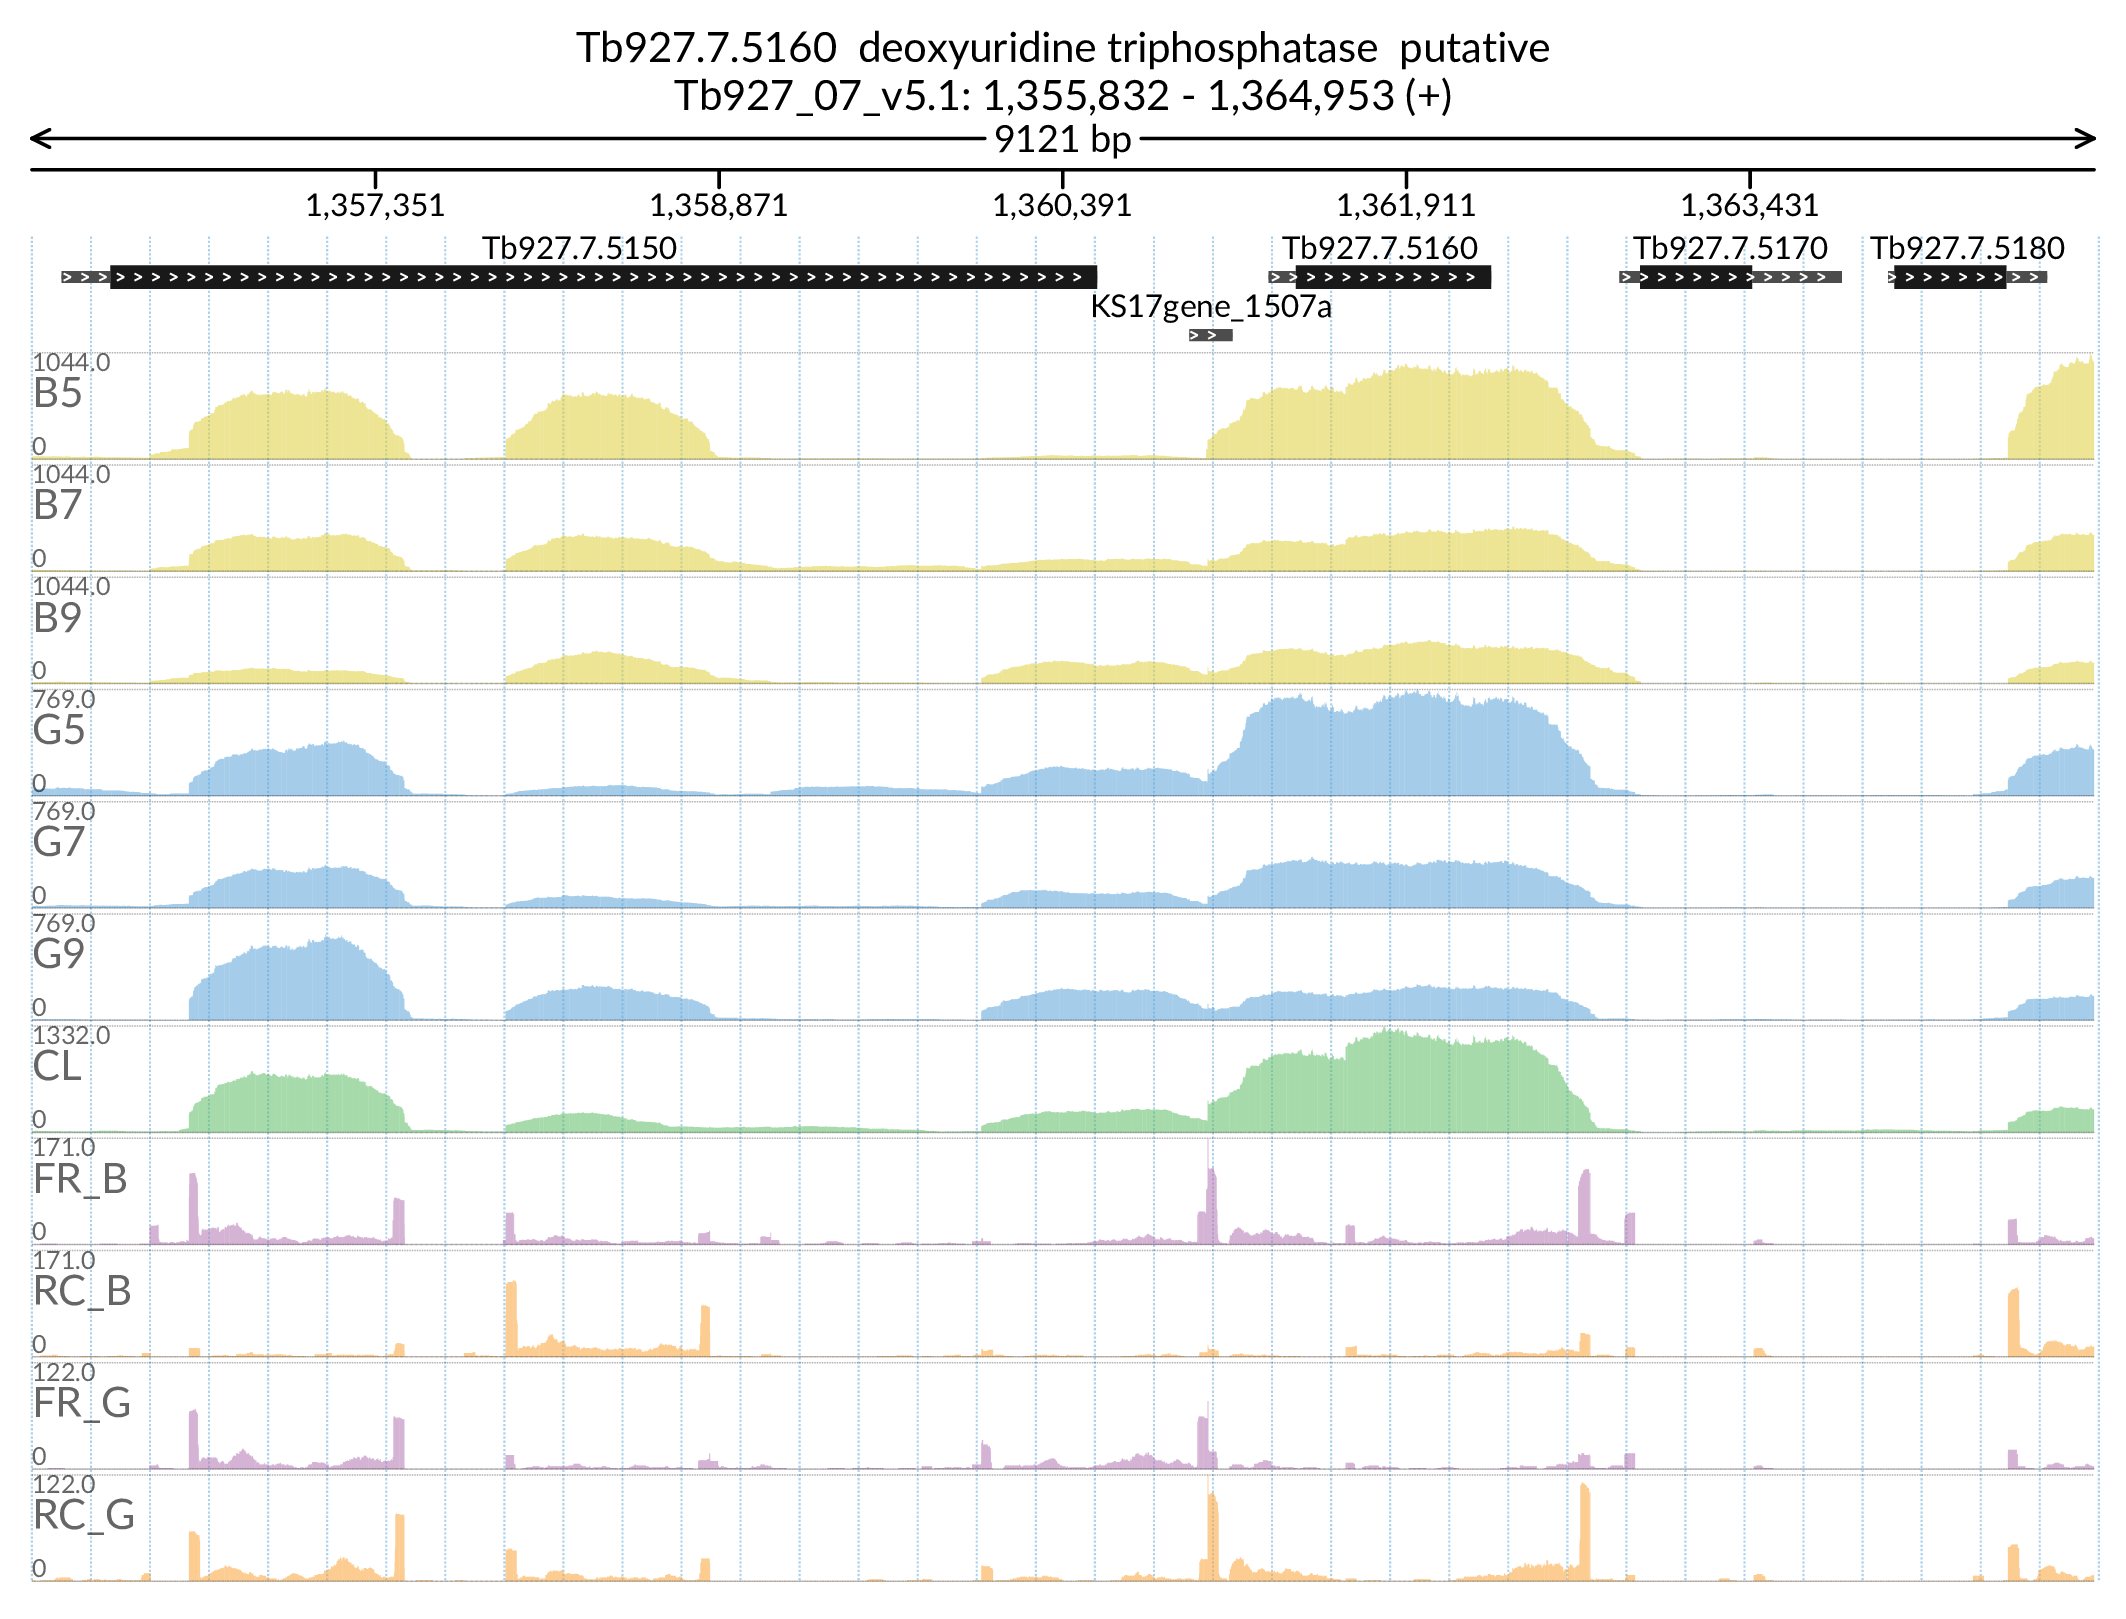 Tb927.7.5160  deoxyuridine triphosphatase  putative
Tb927_07_v5.1: 1,355,832 - 1,364,953 (+)
9121 bp
1,357,351 1,358,871 1,360,391 1,361,911 1,363,431
Tb927.7.5150 Tb927.7.5160 Tb927.7.5170 Tb927.7.5180
KS17gene_1507a
1044.0
B5
0
1044.0
B7
0
1044.0
B9
0
769.0
G5
0
769.0
G7
0
769.0
G9
0
1332.0
CL
0
171.0
FR_B
0
171.0
RC_B
0
122.0
FR_G
0
122.0
RC_G
0